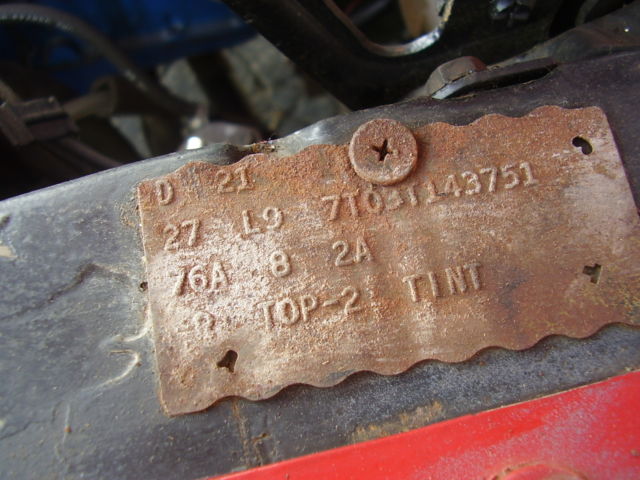 D 21
27 L9 7T03T143751
76A 8 2A
TOP-2 TINT